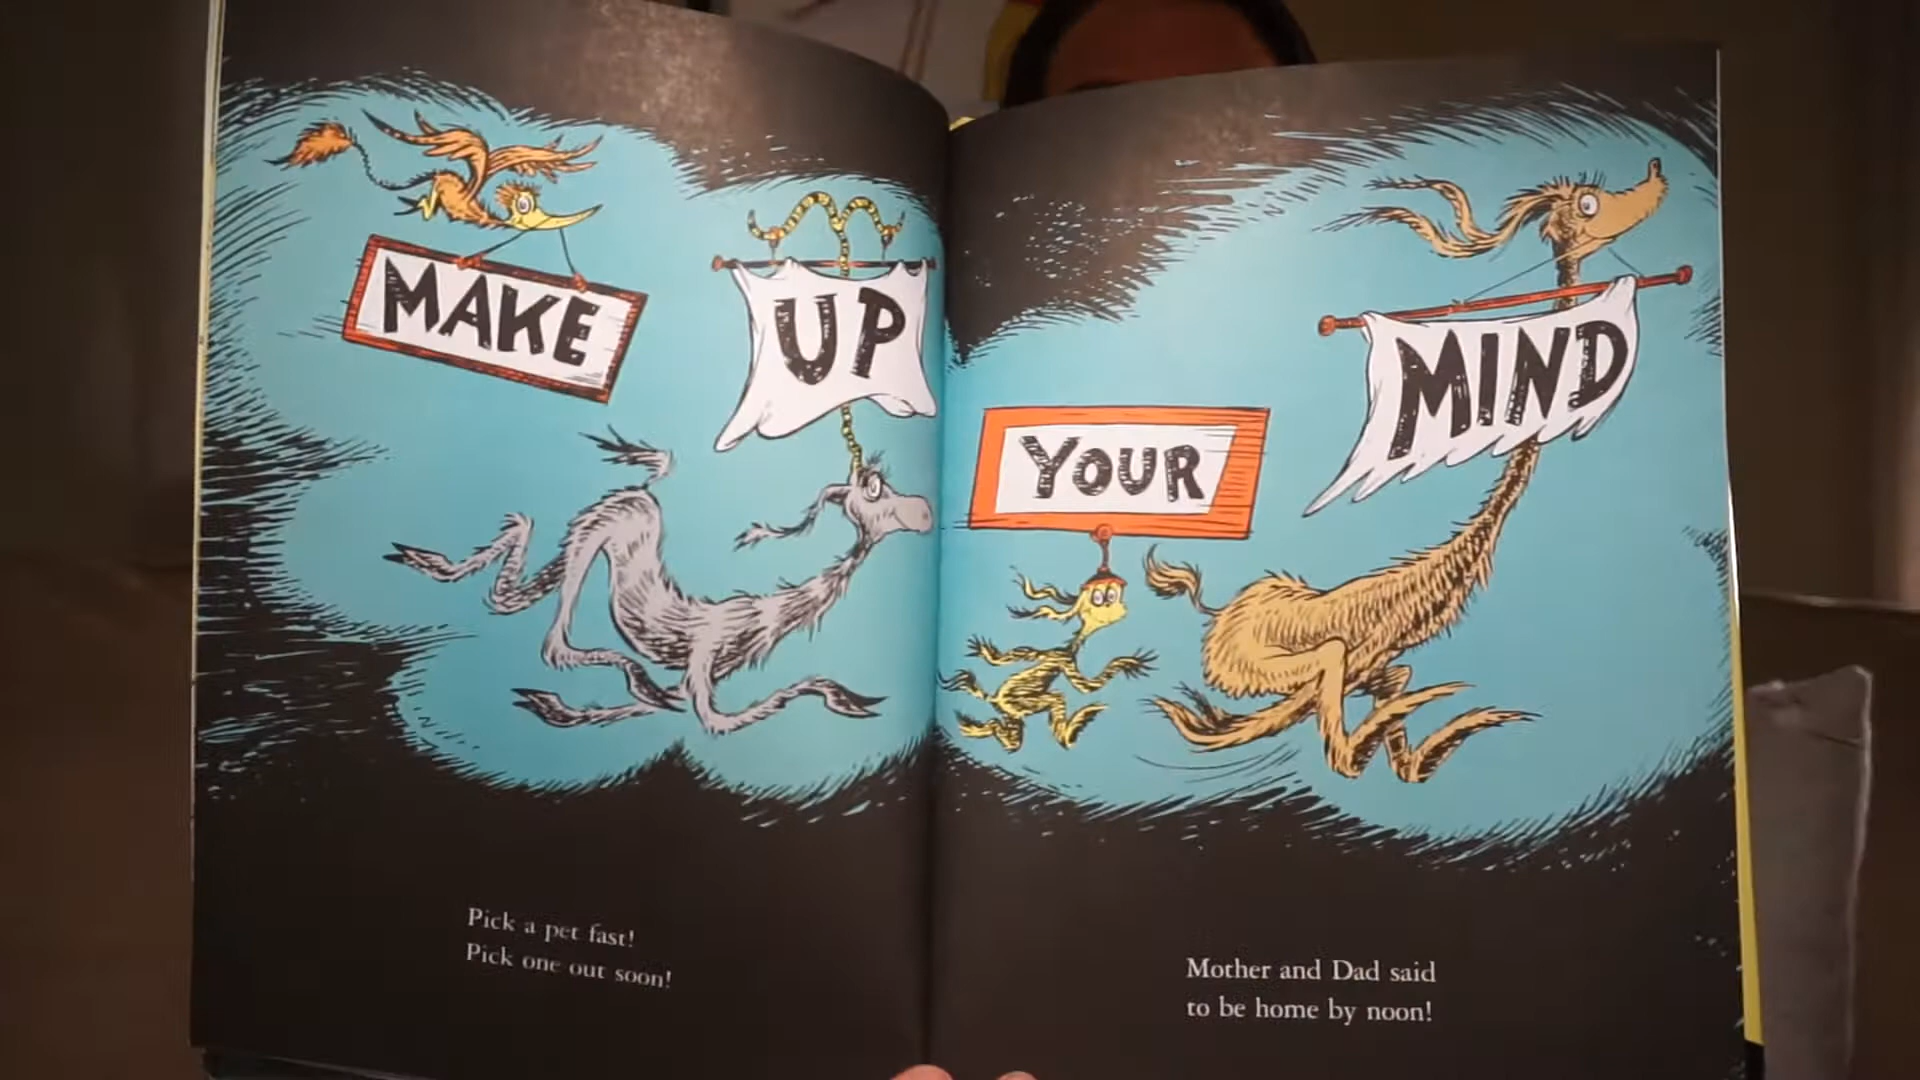 MAKE
UP
YOUR
MIND
Pick a pet fast!
Pick one out soon!
Mother and Dad said
to be home by noon!